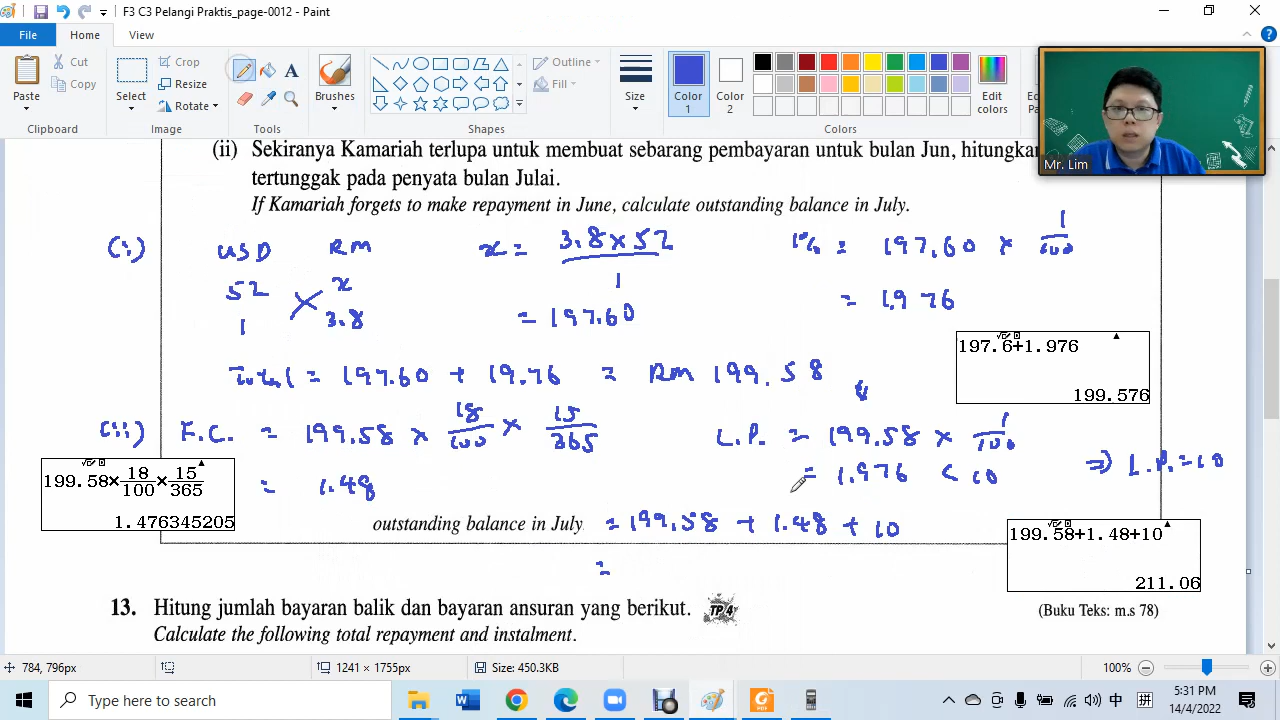 F3 C3 Pelangi Praktis_page-0012 - Paint
File Home View
Paste Cut Copy Select Crop Resize Rotate Brushes Outline Fill Size Color 1 Color 2 Edit colors
Clipboard Image Tools Shapes Colors
Mr. Lim
(ii) Sekiranya Kamariah terlupa untuk membuat sebarang pembayaran untuk bulan Jun, hitungkan
tertunggak pada penyata bulan Julai.
If Kamariah forgets to make repayment in June, calculate outstanding balance in July.
(i) USD RM x = 3.8 x 52 / 1 1% = 197.60 x 1/100
52 x
1 3.8 = 197.60 = 1.976
197.6+1.976
199.576
Total = 197.60 + 19.76 = RM 199.58
(ii) F.C. = 199.58 x 18/100 x 15/365 L.P. = 199.58 x 1/100
= 1.976 < 10 ⇒ L.P. = 10
199.58×18/100×15/365
1.476345205
= 1.48
outstanding balance in July = 199.58 + 1.48 + 10
199.58+1.48+10
211.06
=
13. Hitung jumlah bayaran balik dan bayaran ansuran yang berikut. TP 4
(Buku Teks: m.s 78)
Calculate the following total repayment and instalment.
784, 796px 1241 × 1755px Size: 450.3KB 100%
Type here to search 中 拼 5:31 PM
14/4/2022